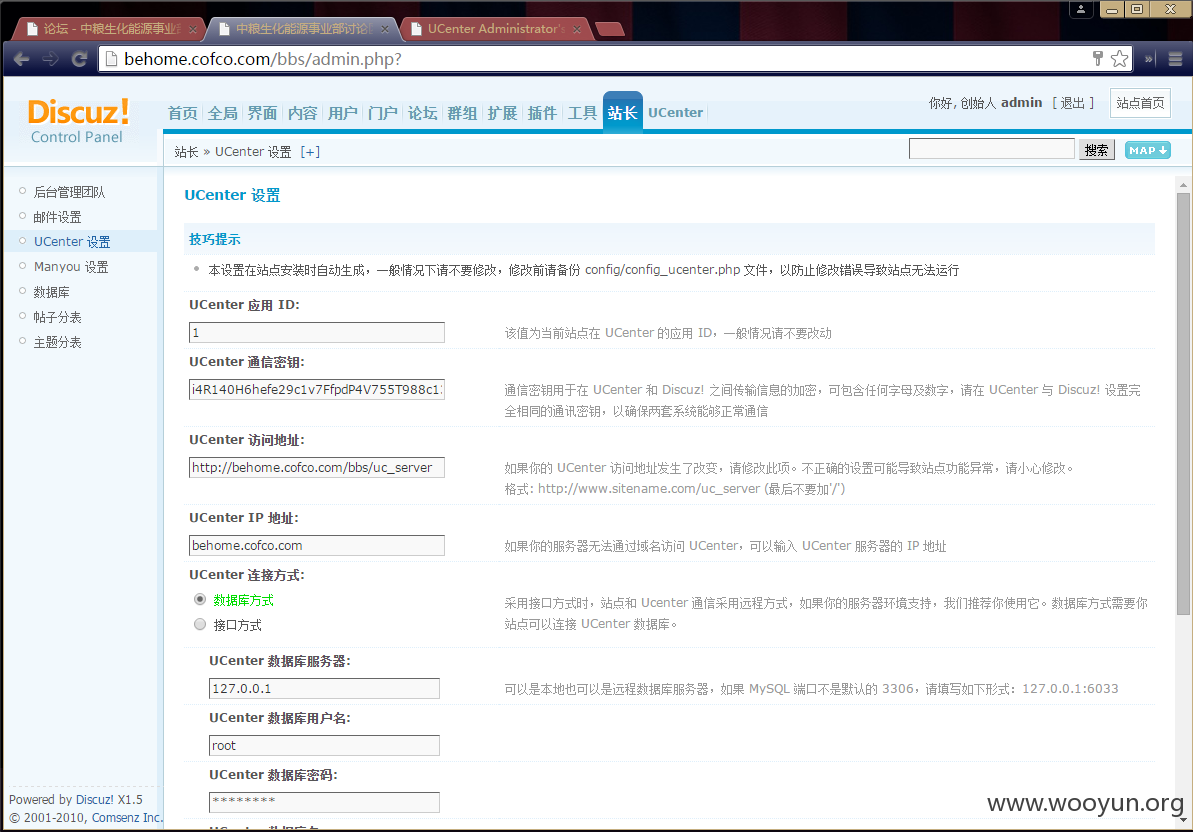 论坛 - 中粮生化能源事业
中粮生化能源事业部讨论
UCenter Administrator's
behome.cofco.com/bbs/admin.php?
Discuz!
Control Panel
首页 全局 界面 内容 用户 门户 论坛 群组 扩展 插件 工具 站长 UCenter
你好, 创始人 admin [ 退出 ]
站点首页
站长 » UCenter 设置 [+]
搜索
MAP
后台管理团队
邮件设置
UCenter 设置
Manyou 设置
数据库
帖子分表
主题分表
UCenter 设置
技巧提示
本设置在站点安装时自动生成，一般情况下请不要修改，修改前请备份 config/config_ucenter.php 文件，以防止修改错误导致站点无法运行
UCenter 应用 ID:
1
该值为当前站点在 UCenter 的应用 ID，一般情况请不要改动
UCenter 通信密钥:
i4R140H6hefe29c1v7FfpdP4V755T988c1
通信密钥用于在 UCenter 和 Discuz! 之间传输信息的加密，可包含任何字母及数字，请在 UCenter 与 Discuz! 设置完
全相同的通讯密钥，以确保两套系统能够正常通信
UCenter 访问地址:
http://behome.cofco.com/bbs/uc_server
如果你的 UCenter 访问地址发生了改变，请修改此项。不正确的设置可能导致站点功能异常，请小心修改。
格式: http://www.sitename.com/uc_server (最后不要加'/')
UCenter IP 地址:
behome.cofco.com
如果你的服务器无法通过域名访问 UCenter，可以输入 UCenter 服务器的 IP 地址
UCenter 连接方式:
数据库方式
接口方式
采用接口方式时，站点和 Ucenter 通信采用远程方式，如果你的服务器环境支持，我们推荐你使用它。数据库方式需要你
站点可以连接 UCenter 数据库。
UCenter 数据库服务器:
127.0.0.1
可以是本地也可以是远程数据库服务器，如果 MySQL 端口不是默认的 3306，请填写如下形式：127.0.0.1:6033
UCenter 数据库用户名:
root
UCenter 数据库密码:
********
Powered by Discuz! X1.5
© 2001-2010, Comsenz Inc.
www.wooyun.org